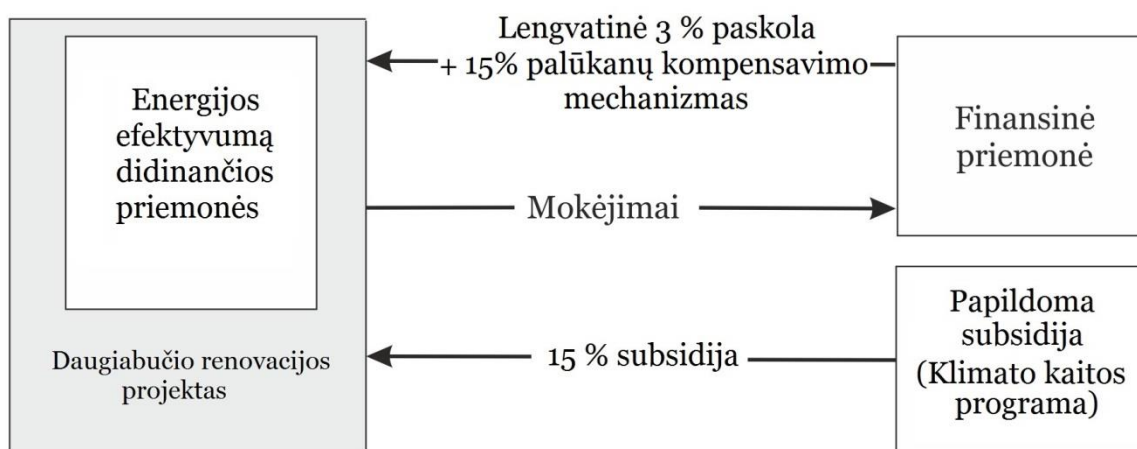 Energijos
efektyvumą
didinančios
priemonės
Daugiabučio renovacijos
projektas
Lengvatinė 3 % paskola
+ 15% palūkanų kompensavimo
mechanizmas
Mokėjimai
15 % subsidija
Finansinė
priemonė
Papildoma
subsidija
(Klimato kaitos
programa)